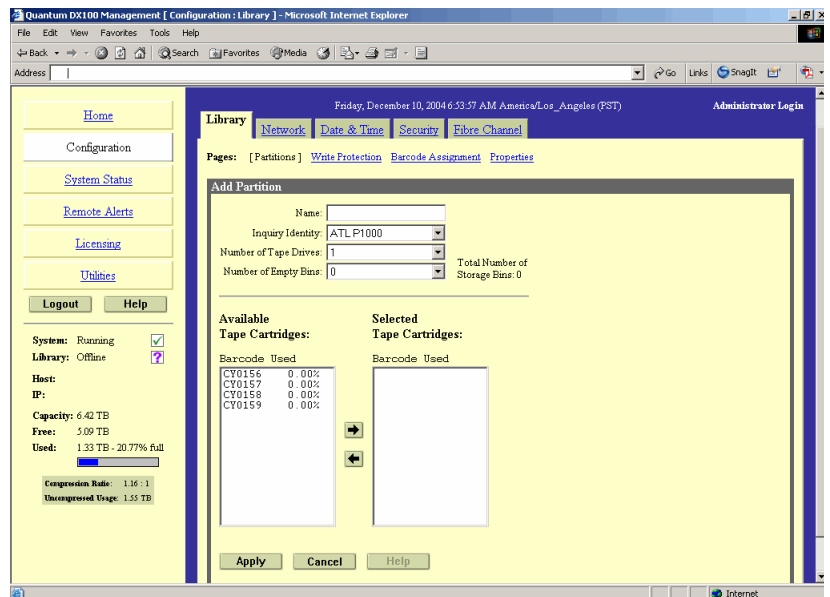 Quantum DX100 Management [ Configuration : Library ] - Microsoft Internet Explorer
File Edit View Favorites Tools Help
Back Search Favorites Media
Address Go Links SnagIt
Home
Configuration
System Status
Remote Alerts
Licensing
Utilities
Logout Help
System: Running
Library: Offline ?
Host:
IP:
Capacity: 6.42 TB
Free: 5.09 TB
Used: 1.33 TB - 20.77% full
Compression Ratio: 1.16 : 1
Uncompressed Usage: 1.55 TB
Friday, December 10, 2004 6:53:57 AM America/Los_Angeles (PST) Administrator Login
Library Network Date & Time Security Fibre Channel
Pages: [ Partitions ] Write Protection Barcode Assignment Properties
Add Partition
Name:
Inquiry Identity: ATL P1000
Number of Tape Drives: 1
Number of Empty Bins: 0
Total Number of
Storage Bins: 0
Available
Tape Cartridges:
Barcode Used
CY0156 0.00%
CY0157 0.00%
CY0158 0.00%
CY0159 0.00%
Selected
Tape Cartridges:
Barcode Used
Apply Cancel Help
Internet